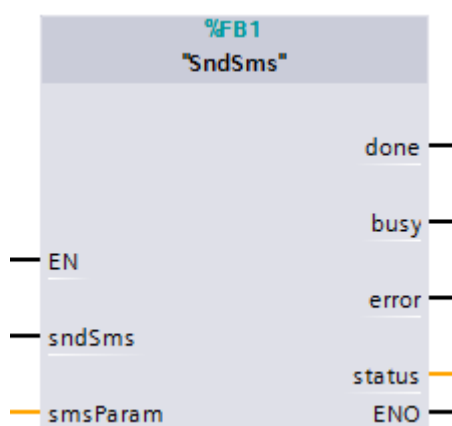 %FB1
"SndSms"
done
busy
EN
error
sndSms
status
smsParam
ENO